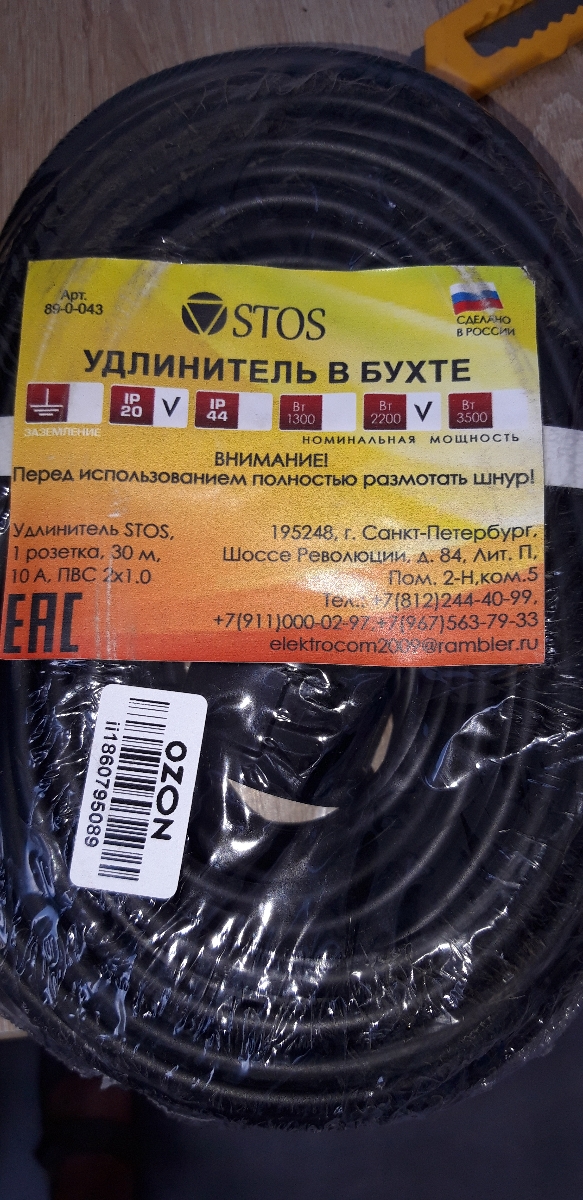 Арт.
89-0-043
STOS
СДЕЛАНО
В РОССИИ
УДЛИНИТЕЛЬ В БУХТЕ
IP 20 V IP 44 Вт 1300 Вт 2200 V Вт 3500
ЗАЗЕМЛЕНИЕ
НОМИНАЛЬНАЯ МОЩНОСТЬ
ВНИМАНИЕ!
Перед использованием полностью размотать шнур!
Удлинитель STOS,
1 розетка, 30 м,
10 А, ПВС 2х1.0
EAC
195248, г. Санкт-Петербург,
Шоссе Революции, д. 84, Лит. П,
Пом. 2-Н,ком.5
Тел.: +7(812)244-40-99,
+7(911)000-02-97,+7(967)563-79-33
elektrocom2009@rambler.ru
OZON
ii1860795089